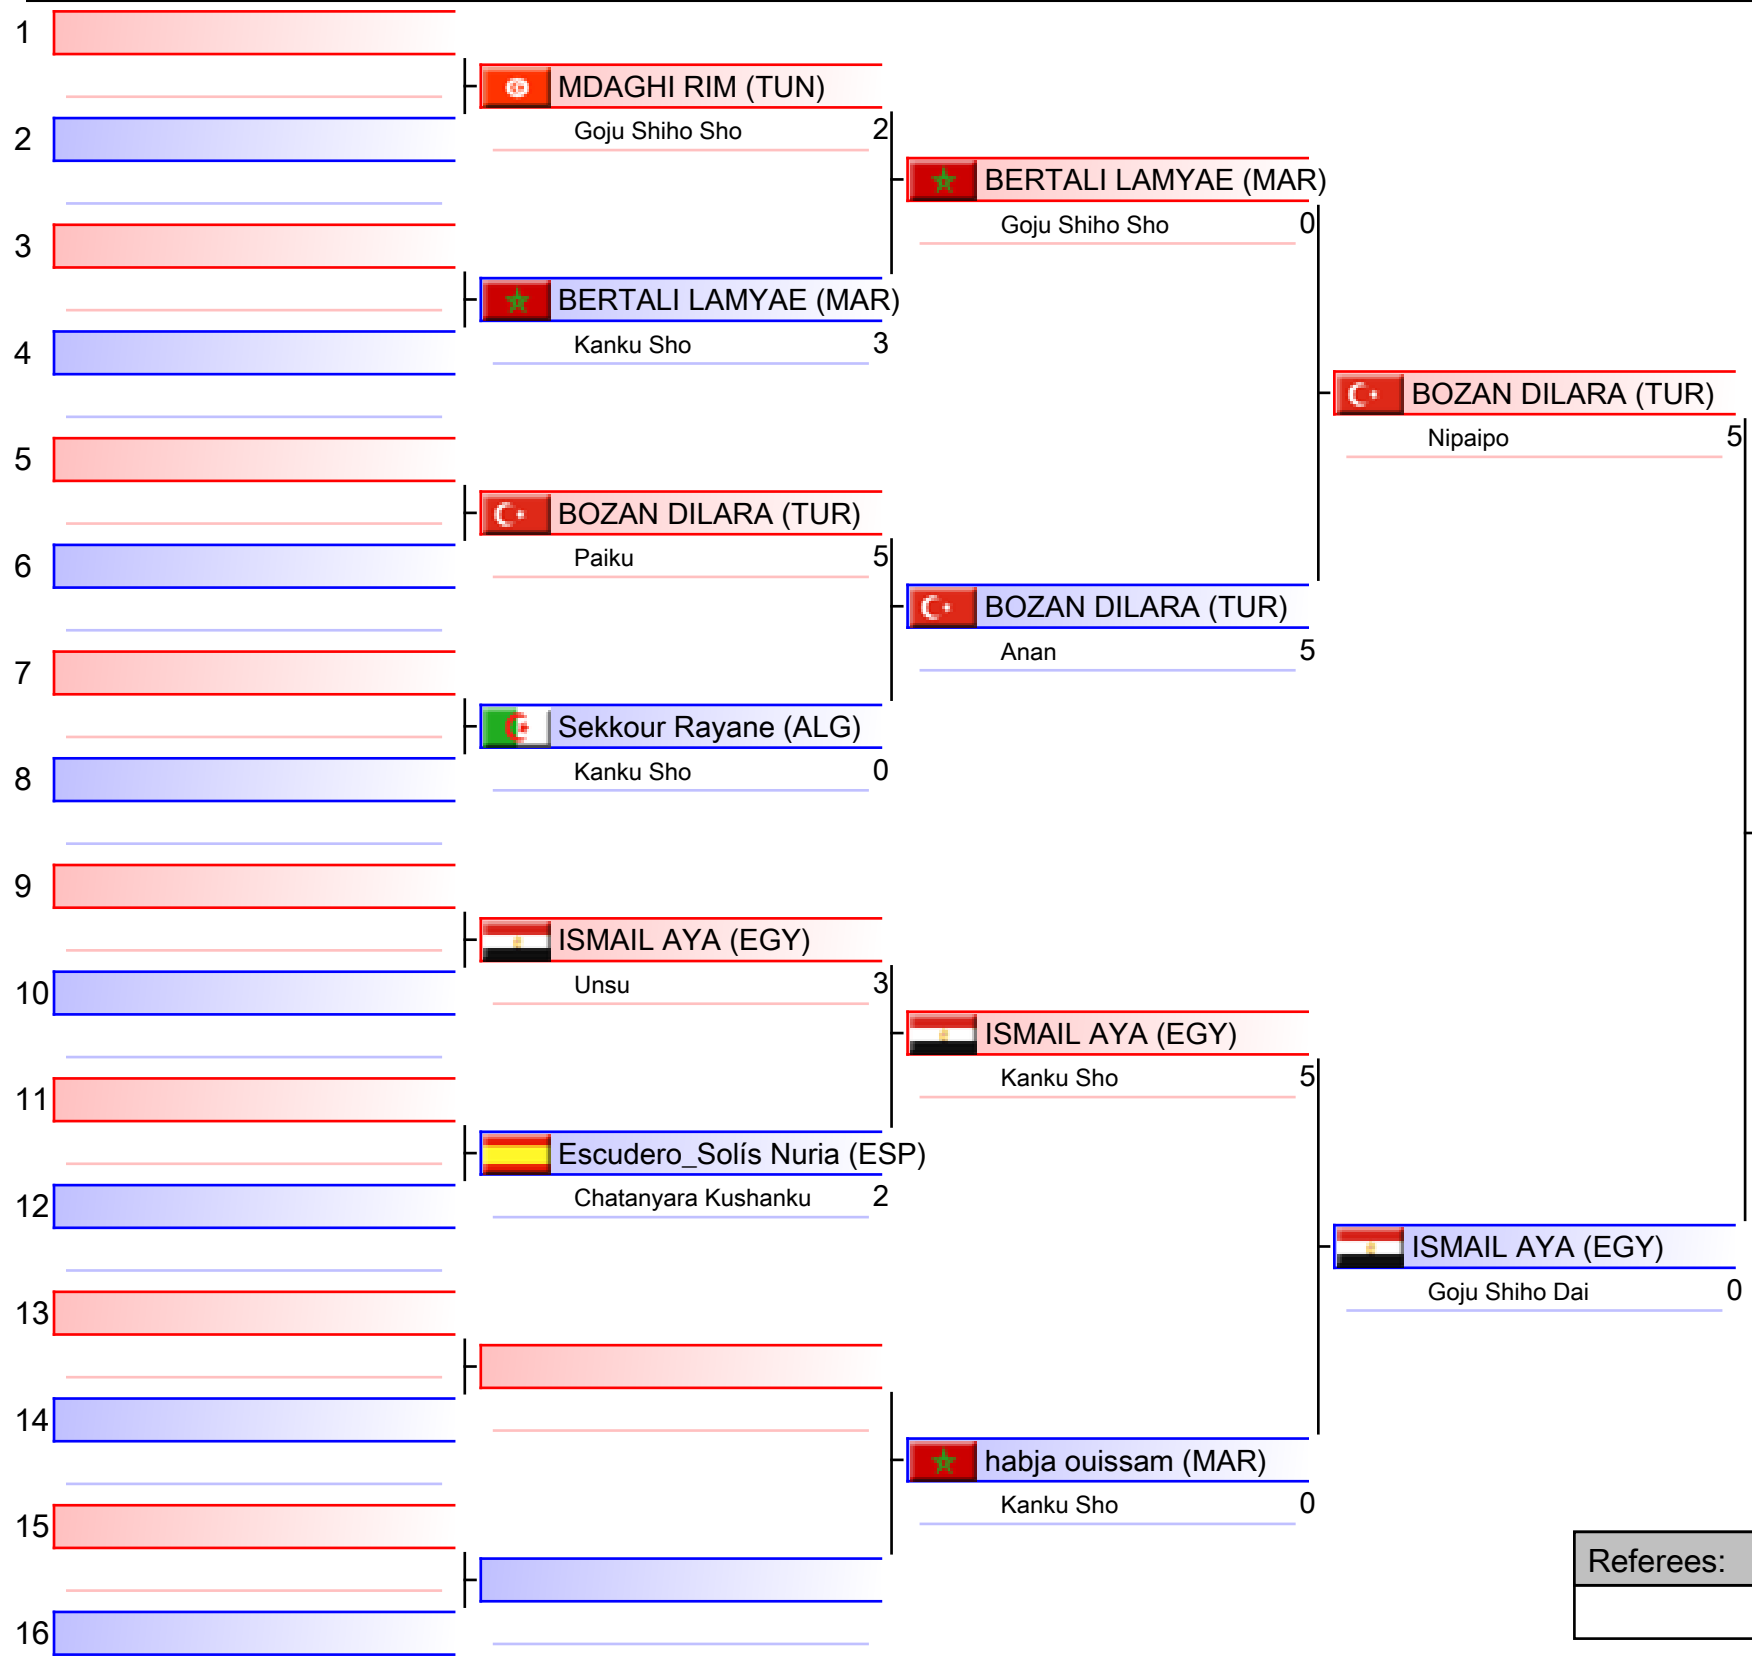 1
MDAGHI RIM (TUN)
Goju Shiho Sho 2
2
BERTALI LAMYAE (MAR)
Goju Shiho Sho 0
3
BERTALI LAMYAE (MAR)
Kanku Sho 3
4
BOZAN DILARA (TUR)
Nipaipo 5
5
BOZAN DILARA (TUR)
Paiku 5
6
BOZAN DILARA (TUR)
Anan 5
7
Sekkour Rayane (ALG)
Kanku Sho 0
8
9
ISMAIL AYA (EGY)
Unsu 3
10
ISMAIL AYA (EGY)
Kanku Sho 5
11
Escudero_Solís Nuria (ESP)
Chatanyara Kushanku 2
12
ISMAIL AYA (EGY)
Goju Shiho Dai 0
13
14
habja ouissam (MAR)
Kanku Sho 0
15
Referees:
16